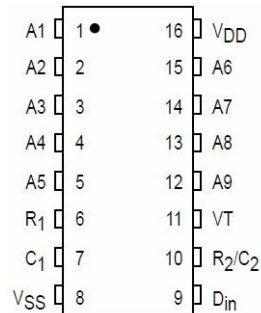 A1 1 16 VDD
A2 2 15 A6
A3 3 14 A7
A4 4 13 A8
A5 5 12 A9
R1 6 11 VT
C1 7 10 R2/C2
VSS 8 9 Din